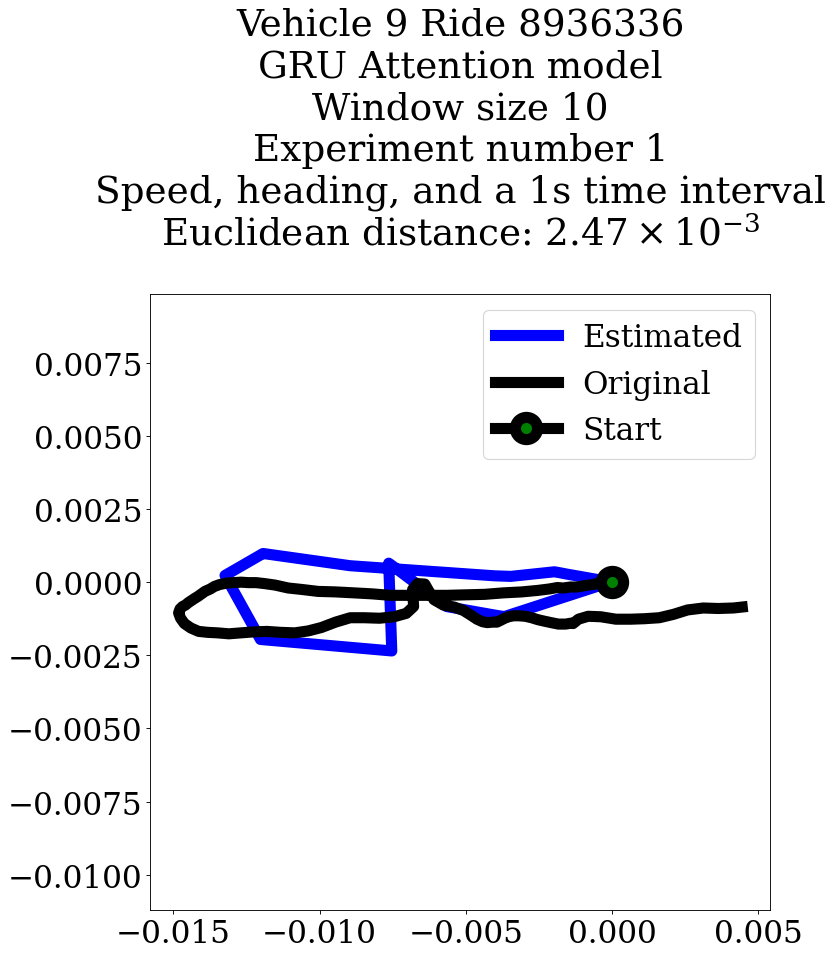 Vehicle 9 Ride 8936336
GRU Attention model
Window size 10
Experiment number 1
Speed, heading, and a 1s time interval
Euclidean distance: 2.47 × 10⁻³
Estimated
Original
Start
0.0075
0.0050
0.0025
0.0000
−0.0025
−0.0050
−0.0075
−0.0100
−0.015 −0.010 −0.005 0.000 0.005